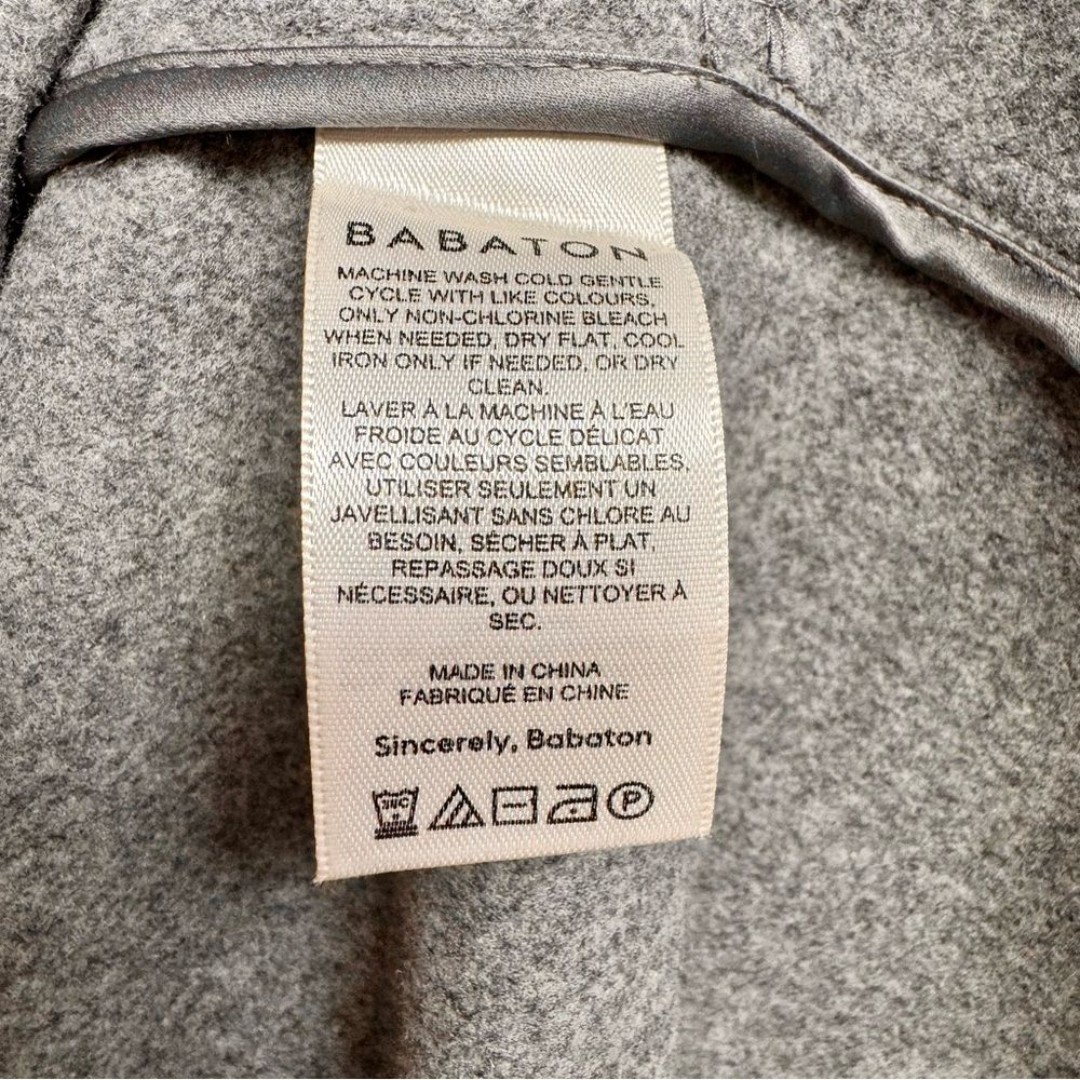 BABATON
MACHINE WASH COLD GENTLE
CYCLE WITH LIKE COLOURS,
ONLY NON-CHLORINE BLEACH
WHEN NEEDED, DRY FLAT, COOL
IRON ONLY IF NEEDED, OR DRY
CLEAN.
LAVER À LA MACHINE À L'EAU
FROIDE AU CYCLE DÉLICAT
AVEC COULEURS SEMBLABLES,
UTILISER SEULEMENT UN
JAVELLISANT SANS CHLORE AU
BESOIN, SÉCHER À PLAT,
REPASSAGE DOUX SI
NÉCESSAIRE, OU NETTOYER À
SEC.
MADE IN CHINA
FABRIQUÉ EN CHINE
Sincerely, Babaton
P